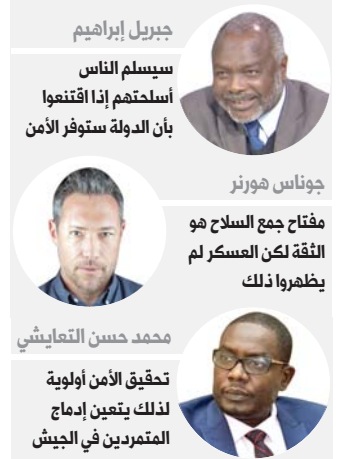 جبريل إبراهيم
سيسلم الناس
أسلحتهم إذا اقتنعوا
بأن الدولة ستوفر الأمن
جوناس هورنر
مفتاح جمع السلاح هو
الثقة لكن العسكر لم
يظهروا ذلك
محمد حسن التعايشي
تحقيق الأمن أولوية
لذلك يتعين إدماج
المتمردين في الجيش